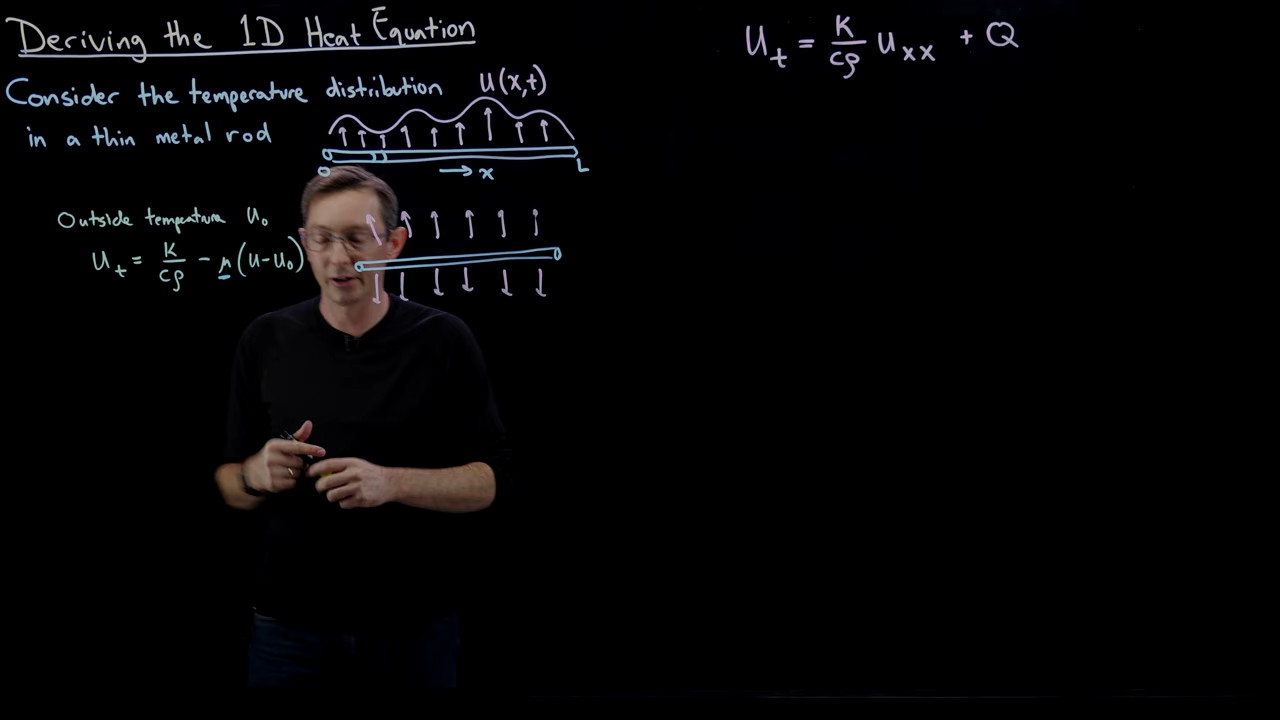 Deriving the 1D Heat Equation
Consider the temperature distribution
in a thin metal rod
u(x,t)
0
→ x
L
Outside temperature u₀
u_t = K/cρ - μ(u-u₀)
u_t = K/cρ u_xx + Q